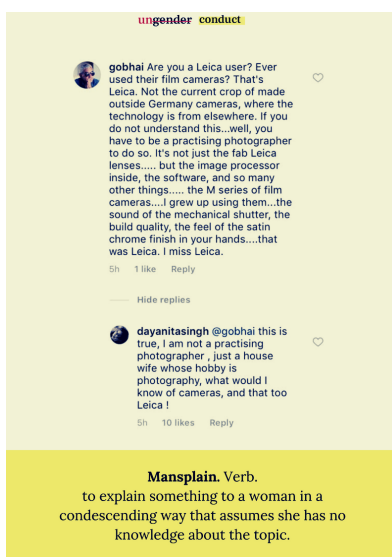 ungender conduct
gobhai Are you a Leica user? Ever
used their film cameras? That's
Leica. Not the current crop of made
outside Germany cameras, where the
technology is from elsewhere. If you
do not understand this...well, you
have to be a practising photographer
to do so. It's not just the fab Leica
lenses..... but the image processor
inside, the software, and so many
other things..... the M series of film
cameras....I grew up using them...the
sound of the mechanical shutter, the
build quality, the feel of the satin
chrome finish in your hands....that
was Leica. I miss Leica.
5h 1 like Reply
Hide replies
dayanitasingh @gobhai this is
true, I am not a practising
photographer , just a house
wife whose hobby is
photography, what would I
know of cameras, and that too
Leica !
5h 10 likes Reply
Mansplain. Verb.
to explain something to a woman in a
condescending way that assumes she has no
knowledge about the topic.